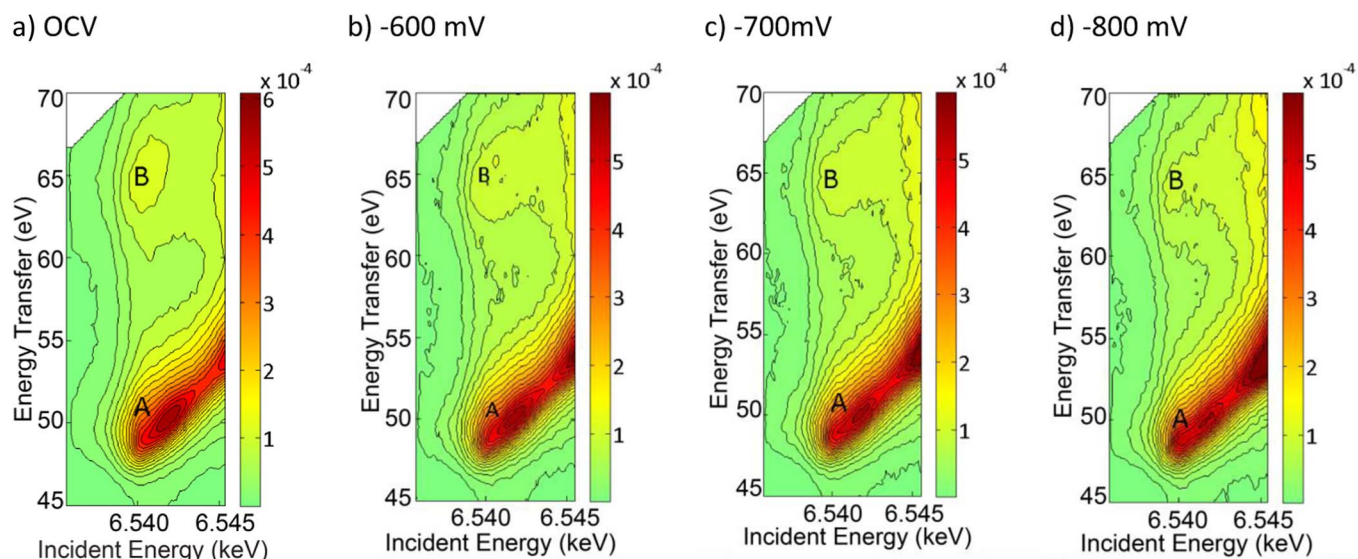 a) OCV
b) -600 mV
c) -700mV
d) -800 mV
x 10⁻⁴
70
65
60
55
50
45
Energy Transfer (eV)
B
A
6
5
4
3
2
1
6.540
6.545
Incident Energy (keV)
x 10⁻⁴
70
65
60
55
50
45
Energy Transfer (eV)
B
A
5
4
3
2
1
6.540
6.545
Incident Energy (keV)
x 10⁻⁴
70
65
60
55
50
45
Energy Transfer (eV)
B
A
5
4
3
2
1
6.540
6.545
Incident Energy (keV)
x 10⁻⁴
70
65
60
55
50
45
Energy Transfer (eV)
B
A
5
4
3
2
1
6.540
6.545
Incident Energy (keV)